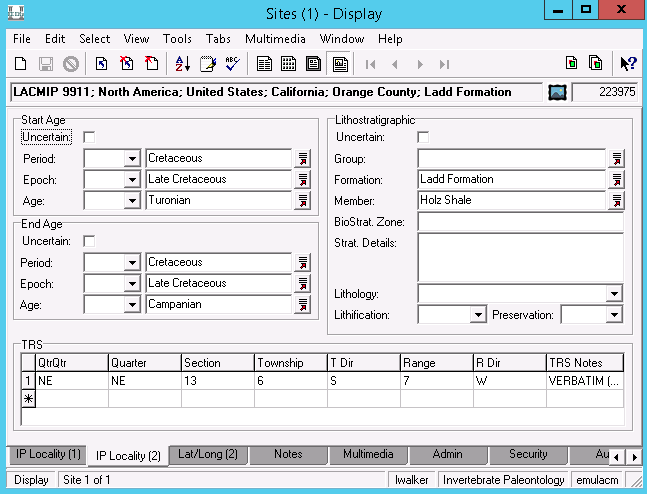 Sites (1) - Display
File Edit Select View Tools Tabs Multimedia Window Help
LACMIP 9911; North America; United States; California; Orange County; Ladd Formation 223975
Start Age
Uncertain:
Period: Cretaceous
Epoch: Late Cretaceous
Age: Turonian
End Age
Uncertain:
Period: Cretaceous
Epoch: Late Cretaceous
Age: Campanian
Lithostratigraphic
Uncertain:
Group:
Formation: Ladd Formation
Member: Holz Shale
BioStrat. Zone:
Strat. Details:
Lithology:
Lithification: Preservation:
TRS
QtrQtr Quarter Section Township T Dir Range R Dir TRS Notes
1 NE NE 13 6 S 7 W VERBATIM (...
IP Locality (1) IP Locality (2) Lat/Long (2) Notes Multimedia Admin Security Au
Display Site 1 of 1 lwalker Invertebrate Paleontology emulacm